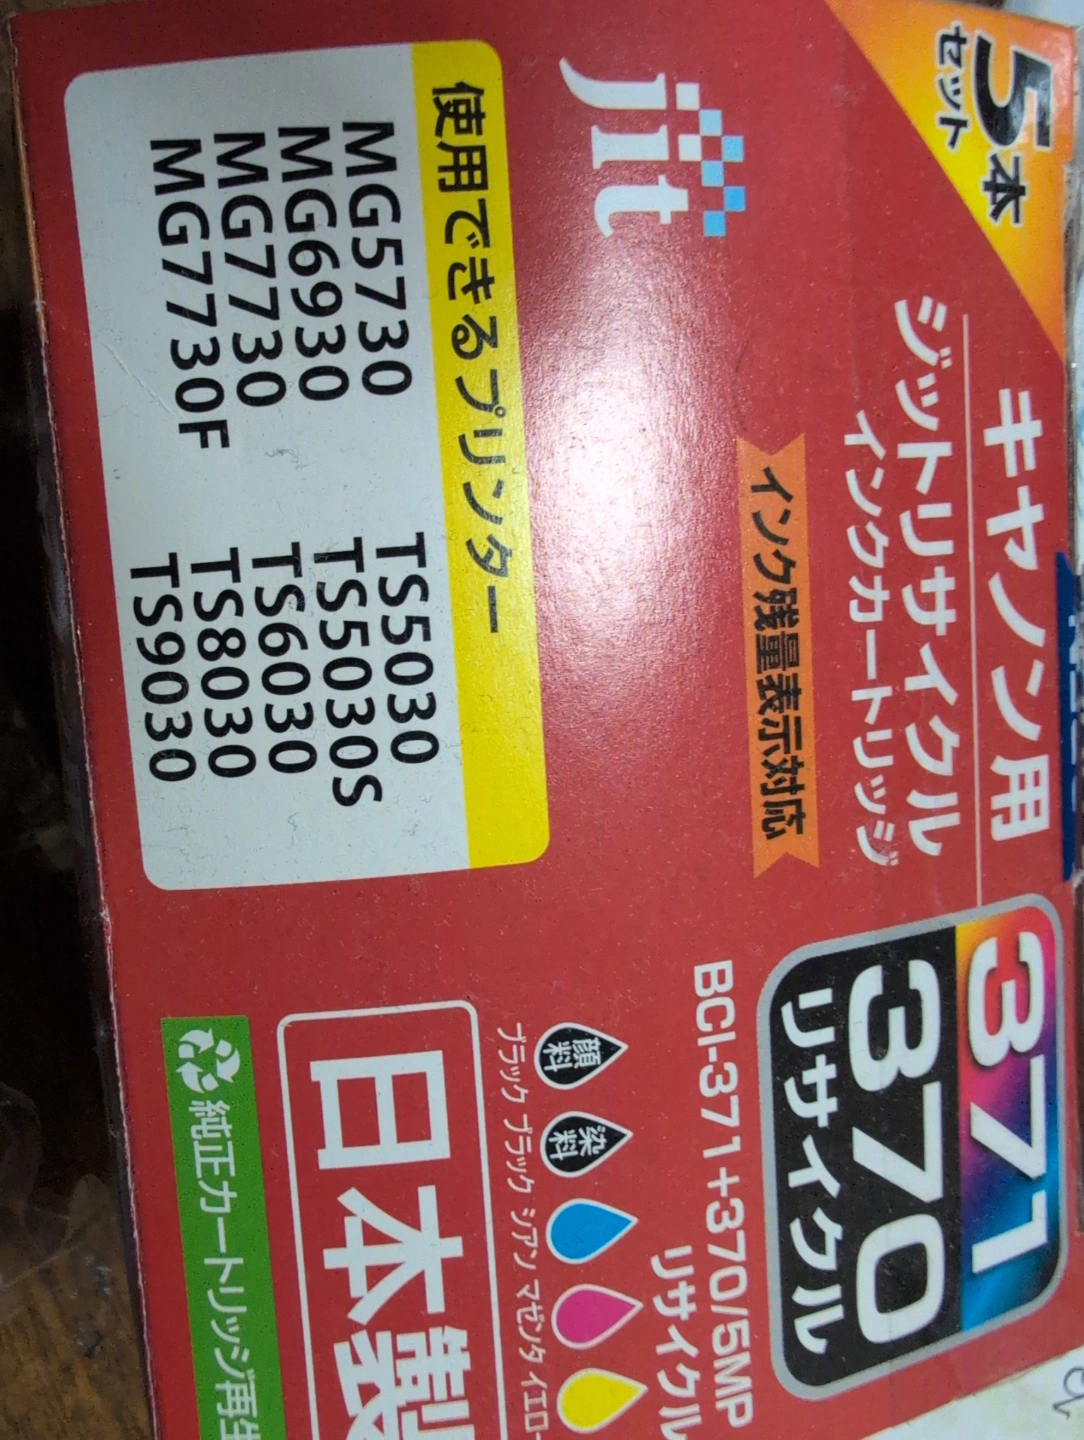 5本
セット
jit
キヤノン用
ジットリサイクル
インクカートリッジ
インク残量表示対応
371
370
リサイクル
BCI-371+370/5MP
リサイクル
使用できるプリンター
MG5730
MG6930
MG7730
MG7730F
TS5030
TS5030S
TS6030
TS8030
TS9030
顔料
染料
ブラック ブラック シアン マゼンタ イエロー
日本製
純正カートリッジ再生